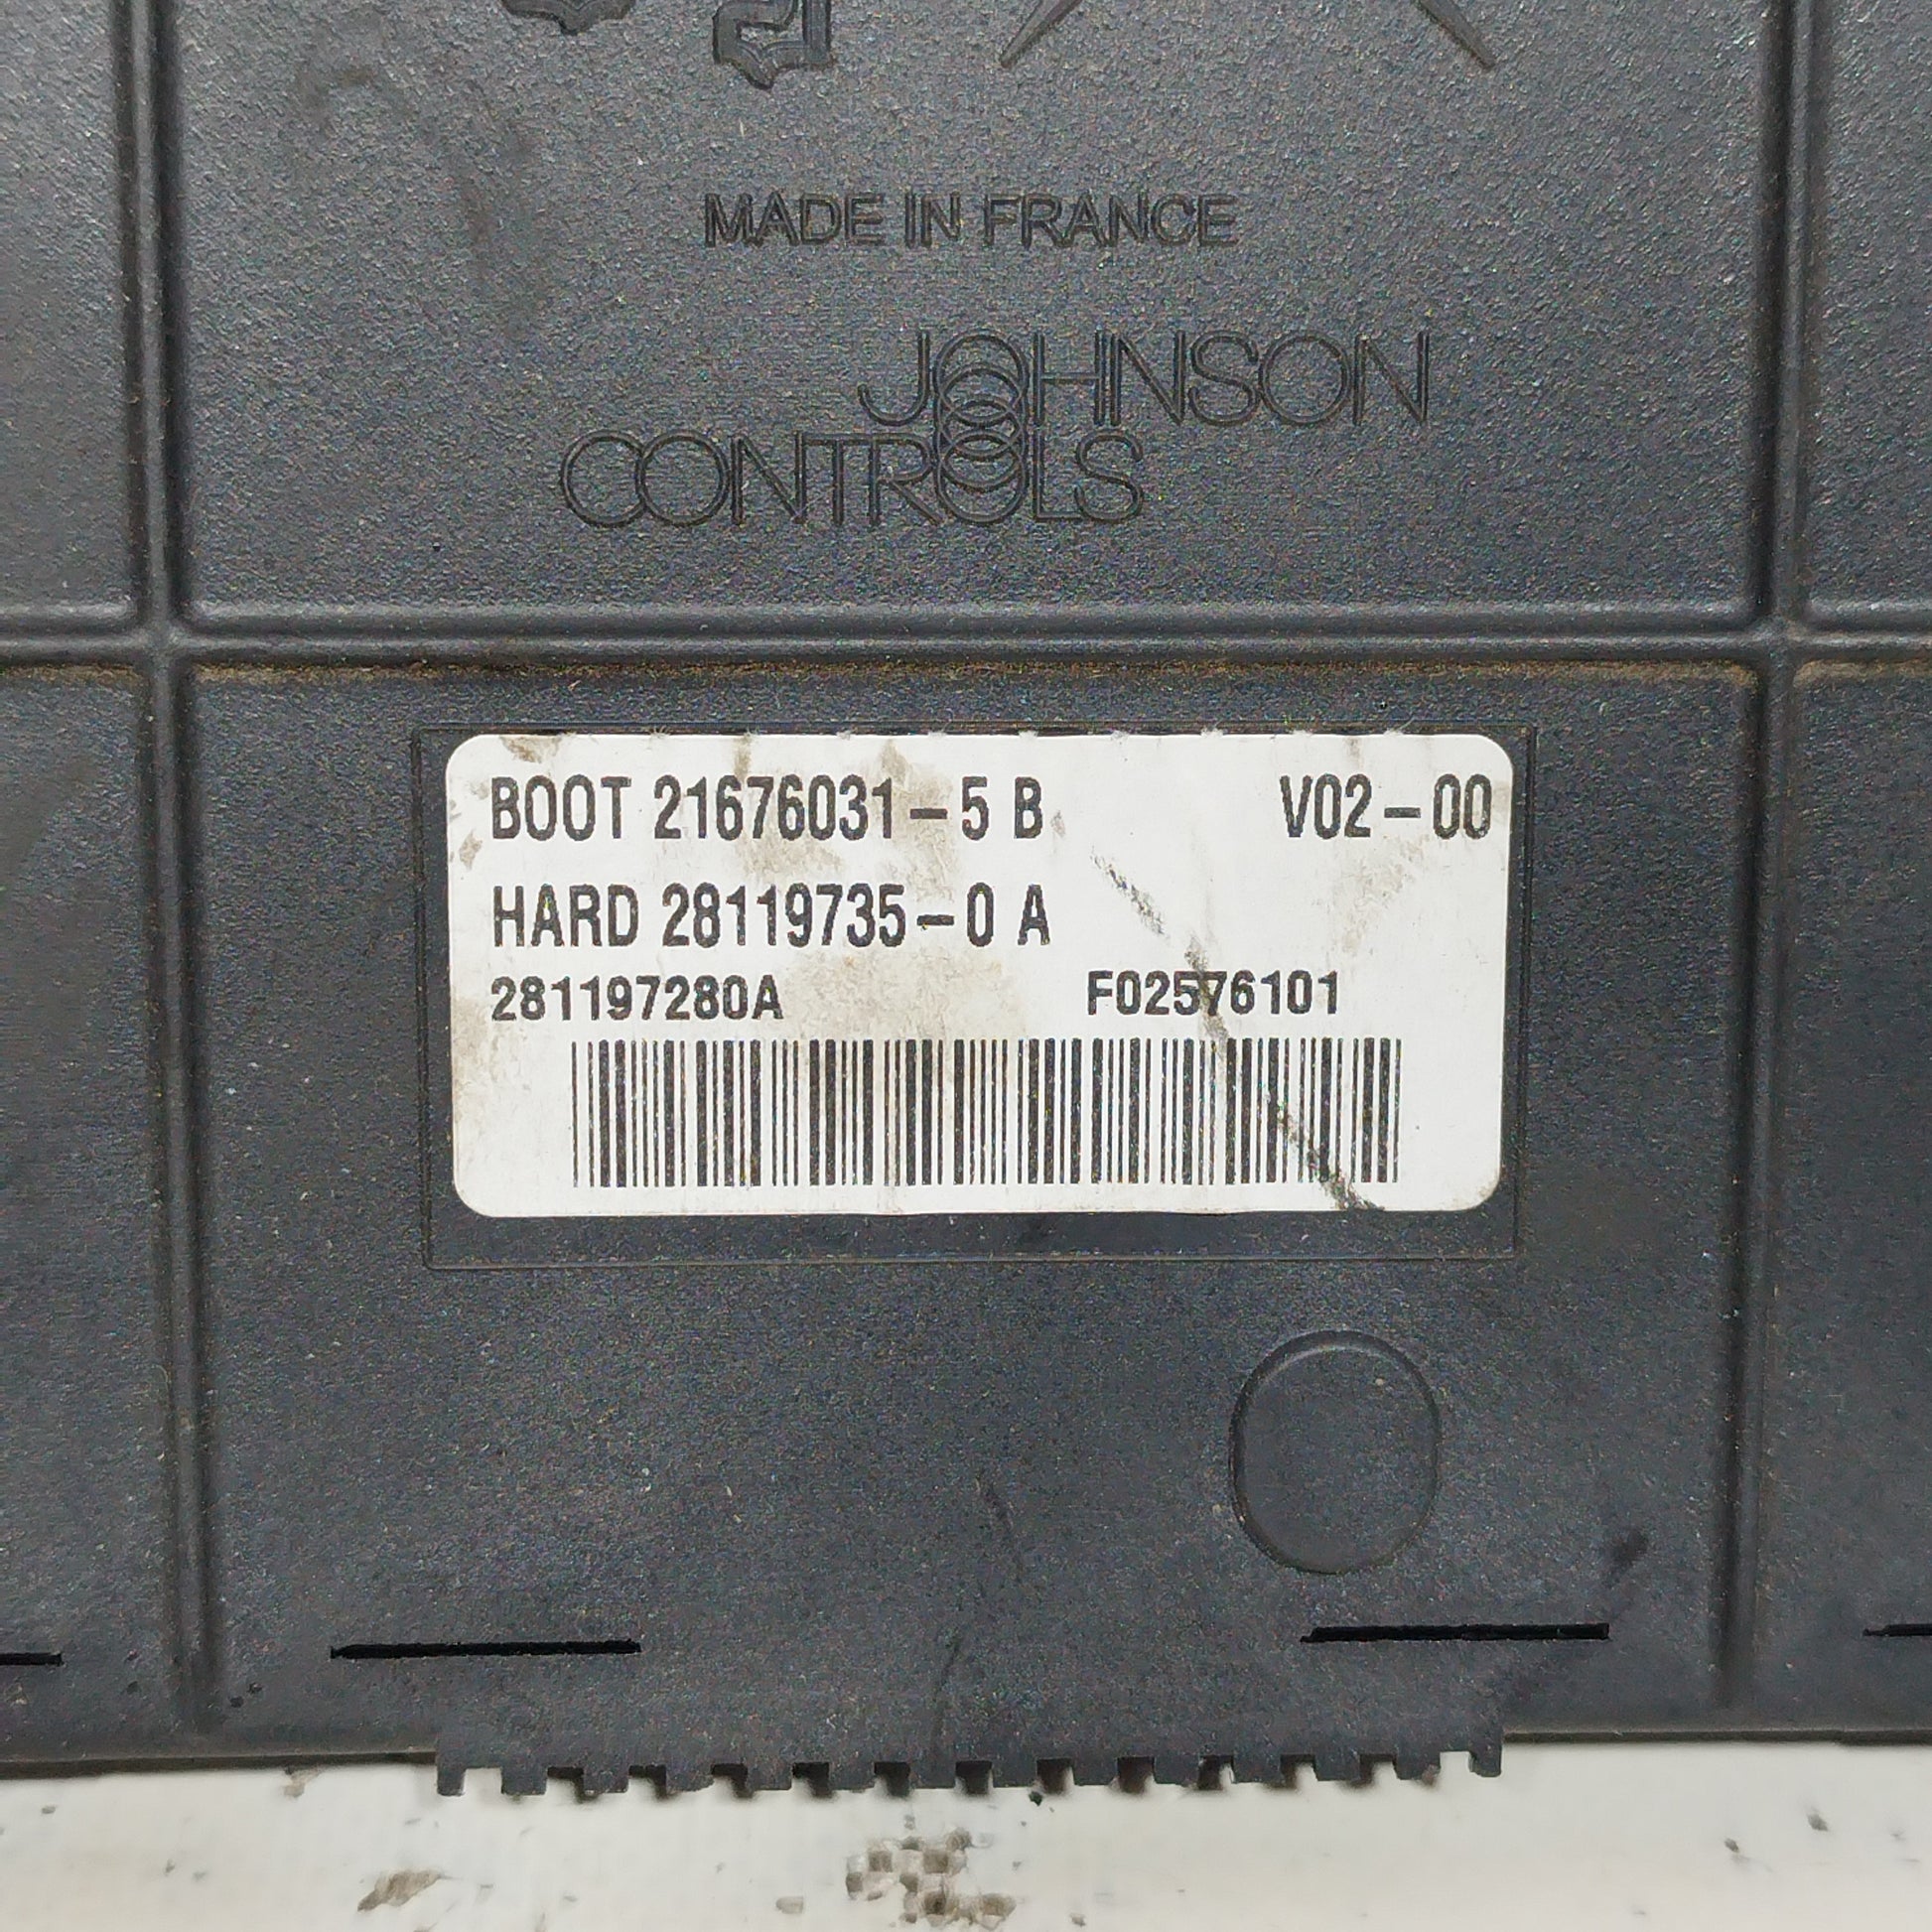 MADE IN FRANCE
JOHNSON
CONTROLS
BOOT 21676031-5 B V02-00
HARD 28119735-0 A
281197280A F02576101